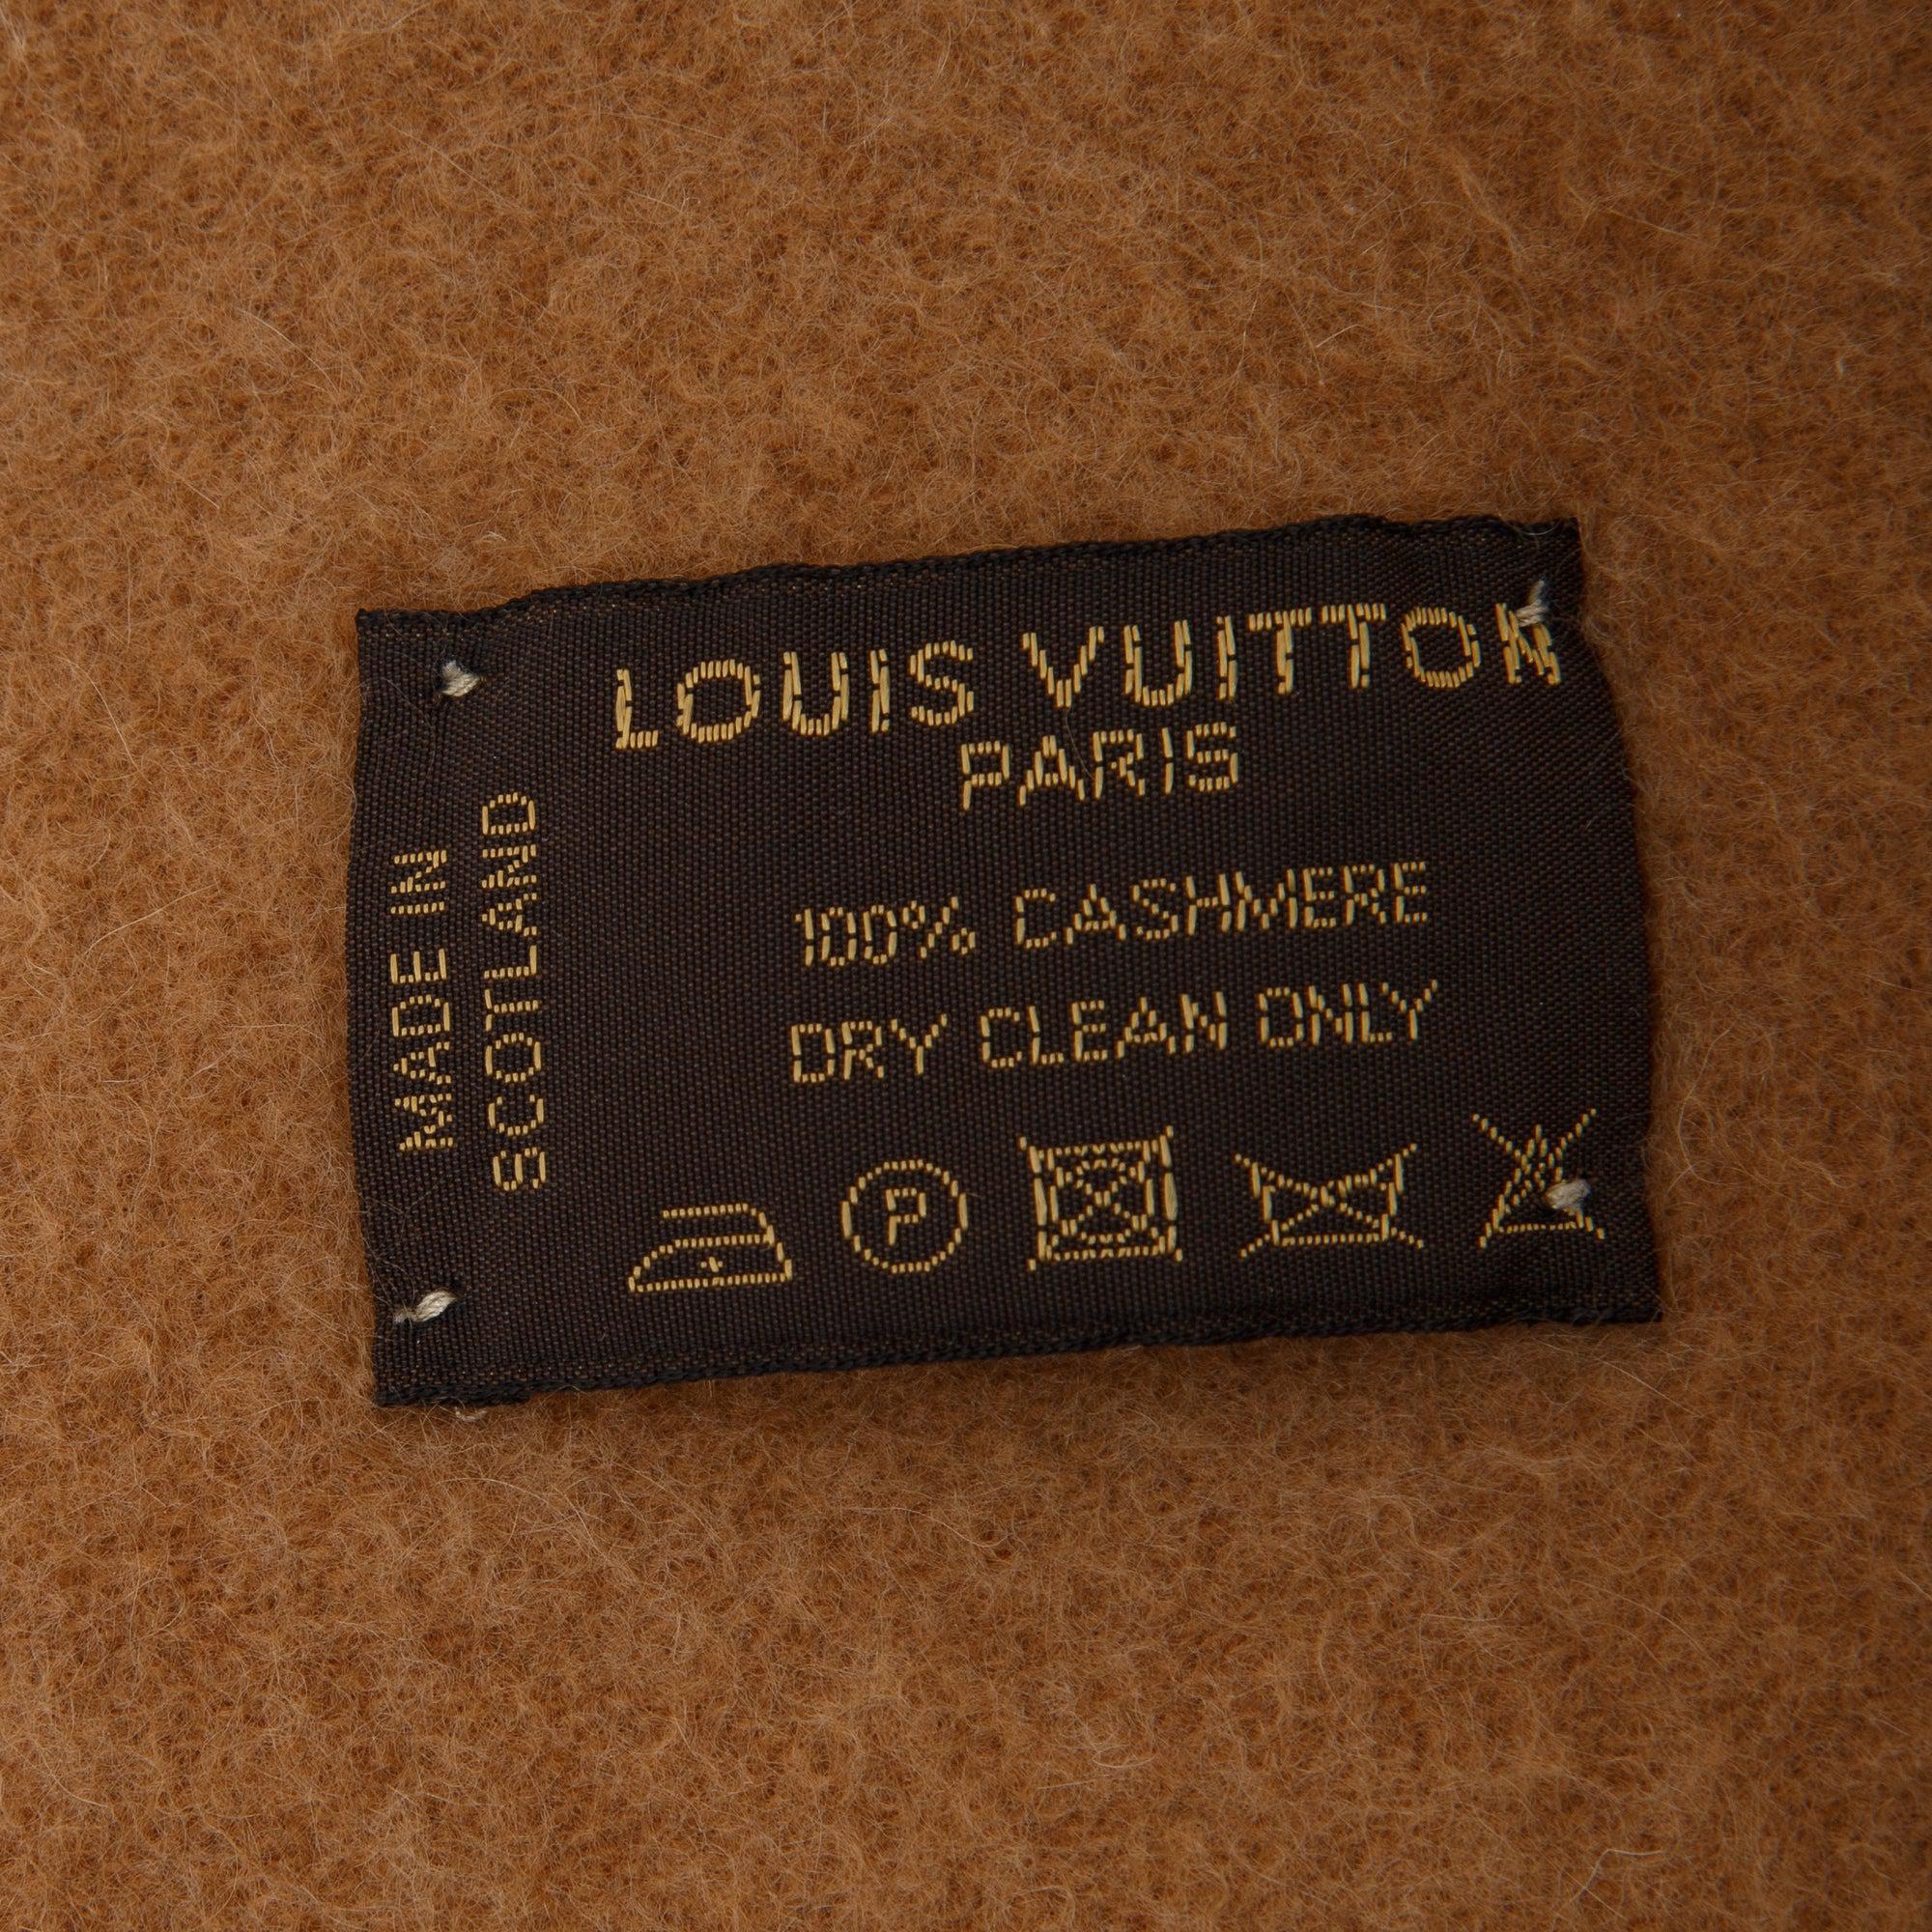 LOUIS VUITTON
PARIS
100% CASHMERE
DRY CLEAN ONLY
P
MADE IN
SCOTLAND